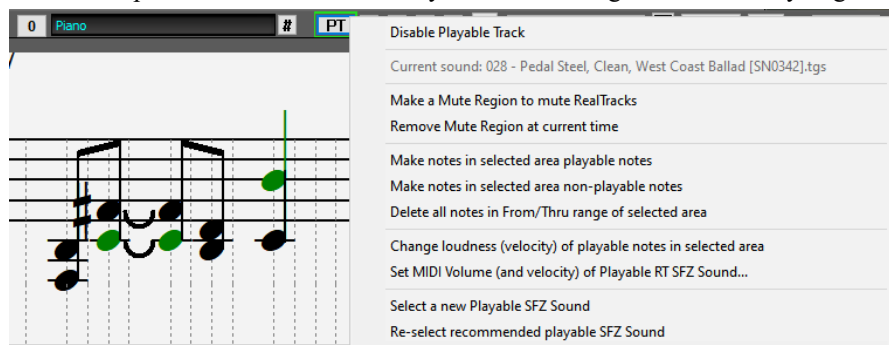 0 Piano # PT
Disable Playable Track
Current sound: 028 - Pedal Steel, Clean, West Coast Ballad [SN0342].tgs
Make a Mute Region to mute RealTracks
Remove Mute Region at current time
Make notes in selected area playable notes
Make notes in selected area non-playable notes
Delete all notes in From/Thru range of selected area
Change loudness (velocity) of playable notes in selected area
Set MIDI Volume (and velocity) of Playable RT SFZ Sound...
Select a new Playable SFZ Sound
Re-select recommended playable SFZ Sound